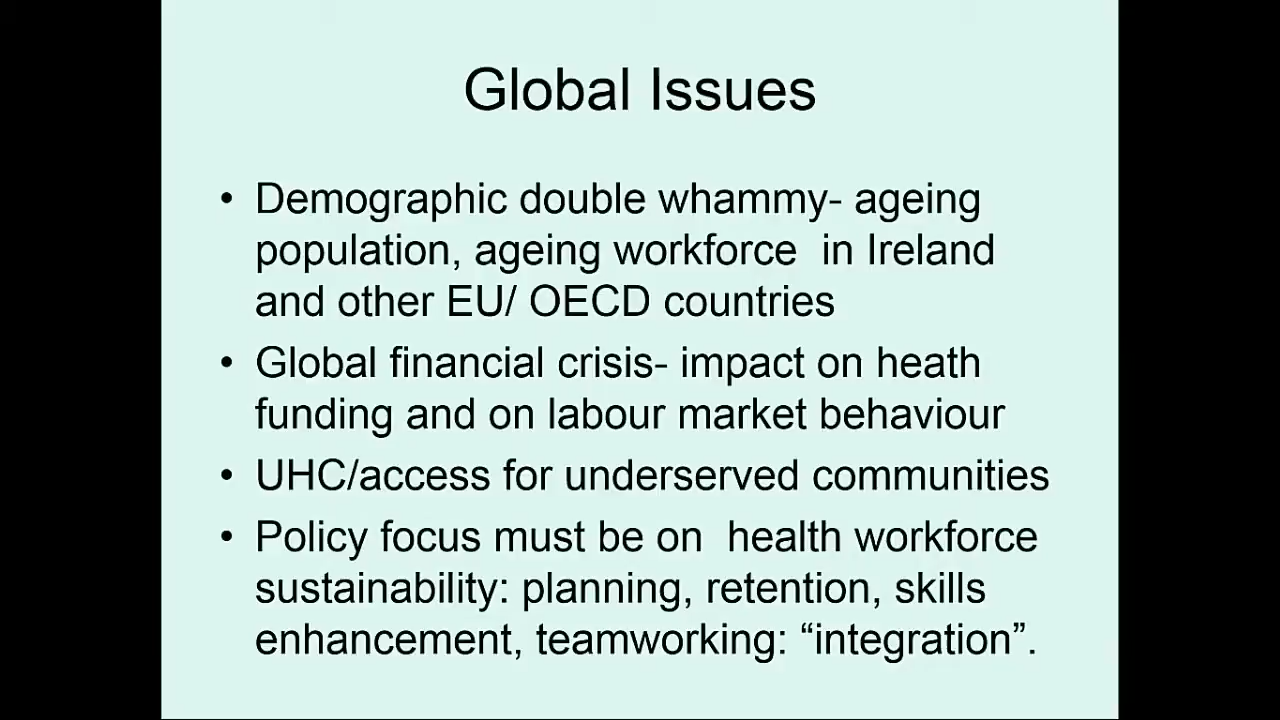 Global Issues
• Demographic double whammy- ageing
population, ageing workforce  in Ireland
and other EU/ OECD countries
• Global financial crisis- impact on heath
funding and on labour market behaviour
• UHC/access for underserved communities
• Policy focus must be on  health workforce
sustainability: planning, retention, skills
enhancement, teamworking: “integration”.